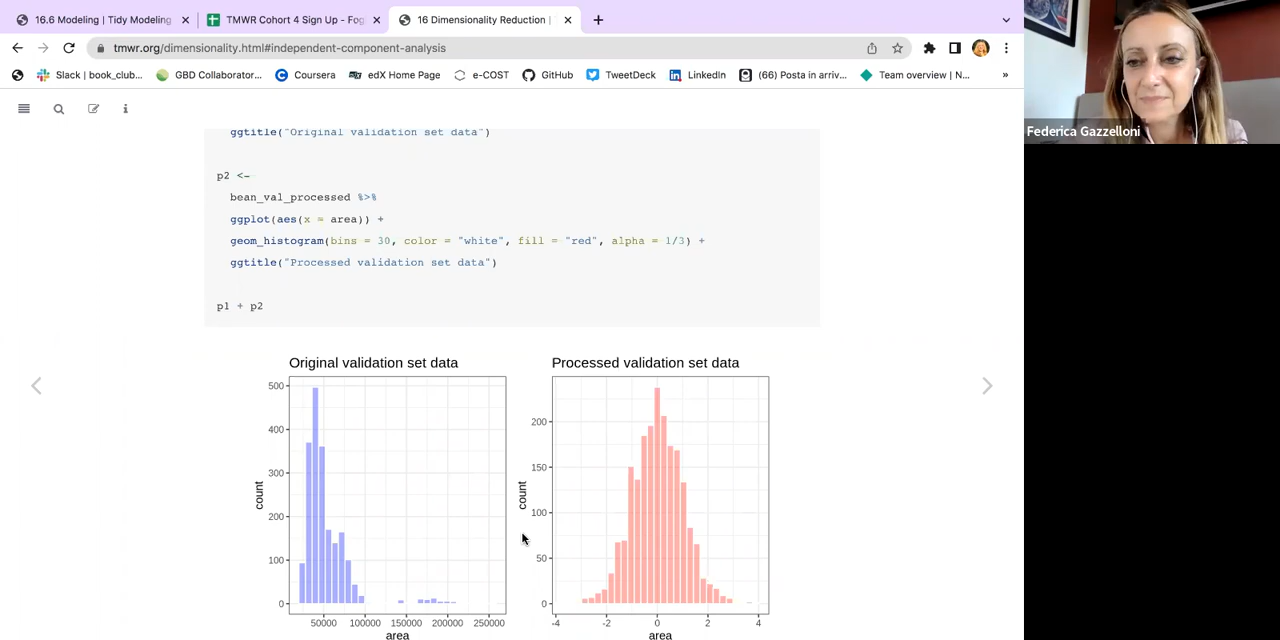 16.6 Modeling | Tidy Modeling
TMWR Cohort 4 Sign Up - Fog
16 Dimensionality Reduction |
tmwr.org/dimensionality.html#independent-component-analysis
Slack | book_club...
GBD Collaborator...
Coursera
edX Home Page
e-COST
GitHub
TweetDeck
LinkedIn
(66) Posta in arriv...
Team overview | N...
»
Federica Gazzelloni
ggtitle("Original validation set data")
p2 <-
bean_val_processed %>%
ggplot(aes(x = area)) +
geom_histogram(bins = 30, color = "white", fill = "red", alpha = 1/3) +
ggtitle("Processed validation set data")
p1 + p2
Original validation set data
500
400
300
200
100
0
count
50000 100000 150000 200000 250000
area
Processed validation set data
200
150
100
50
0
count
-4 -2 0 2 4
area